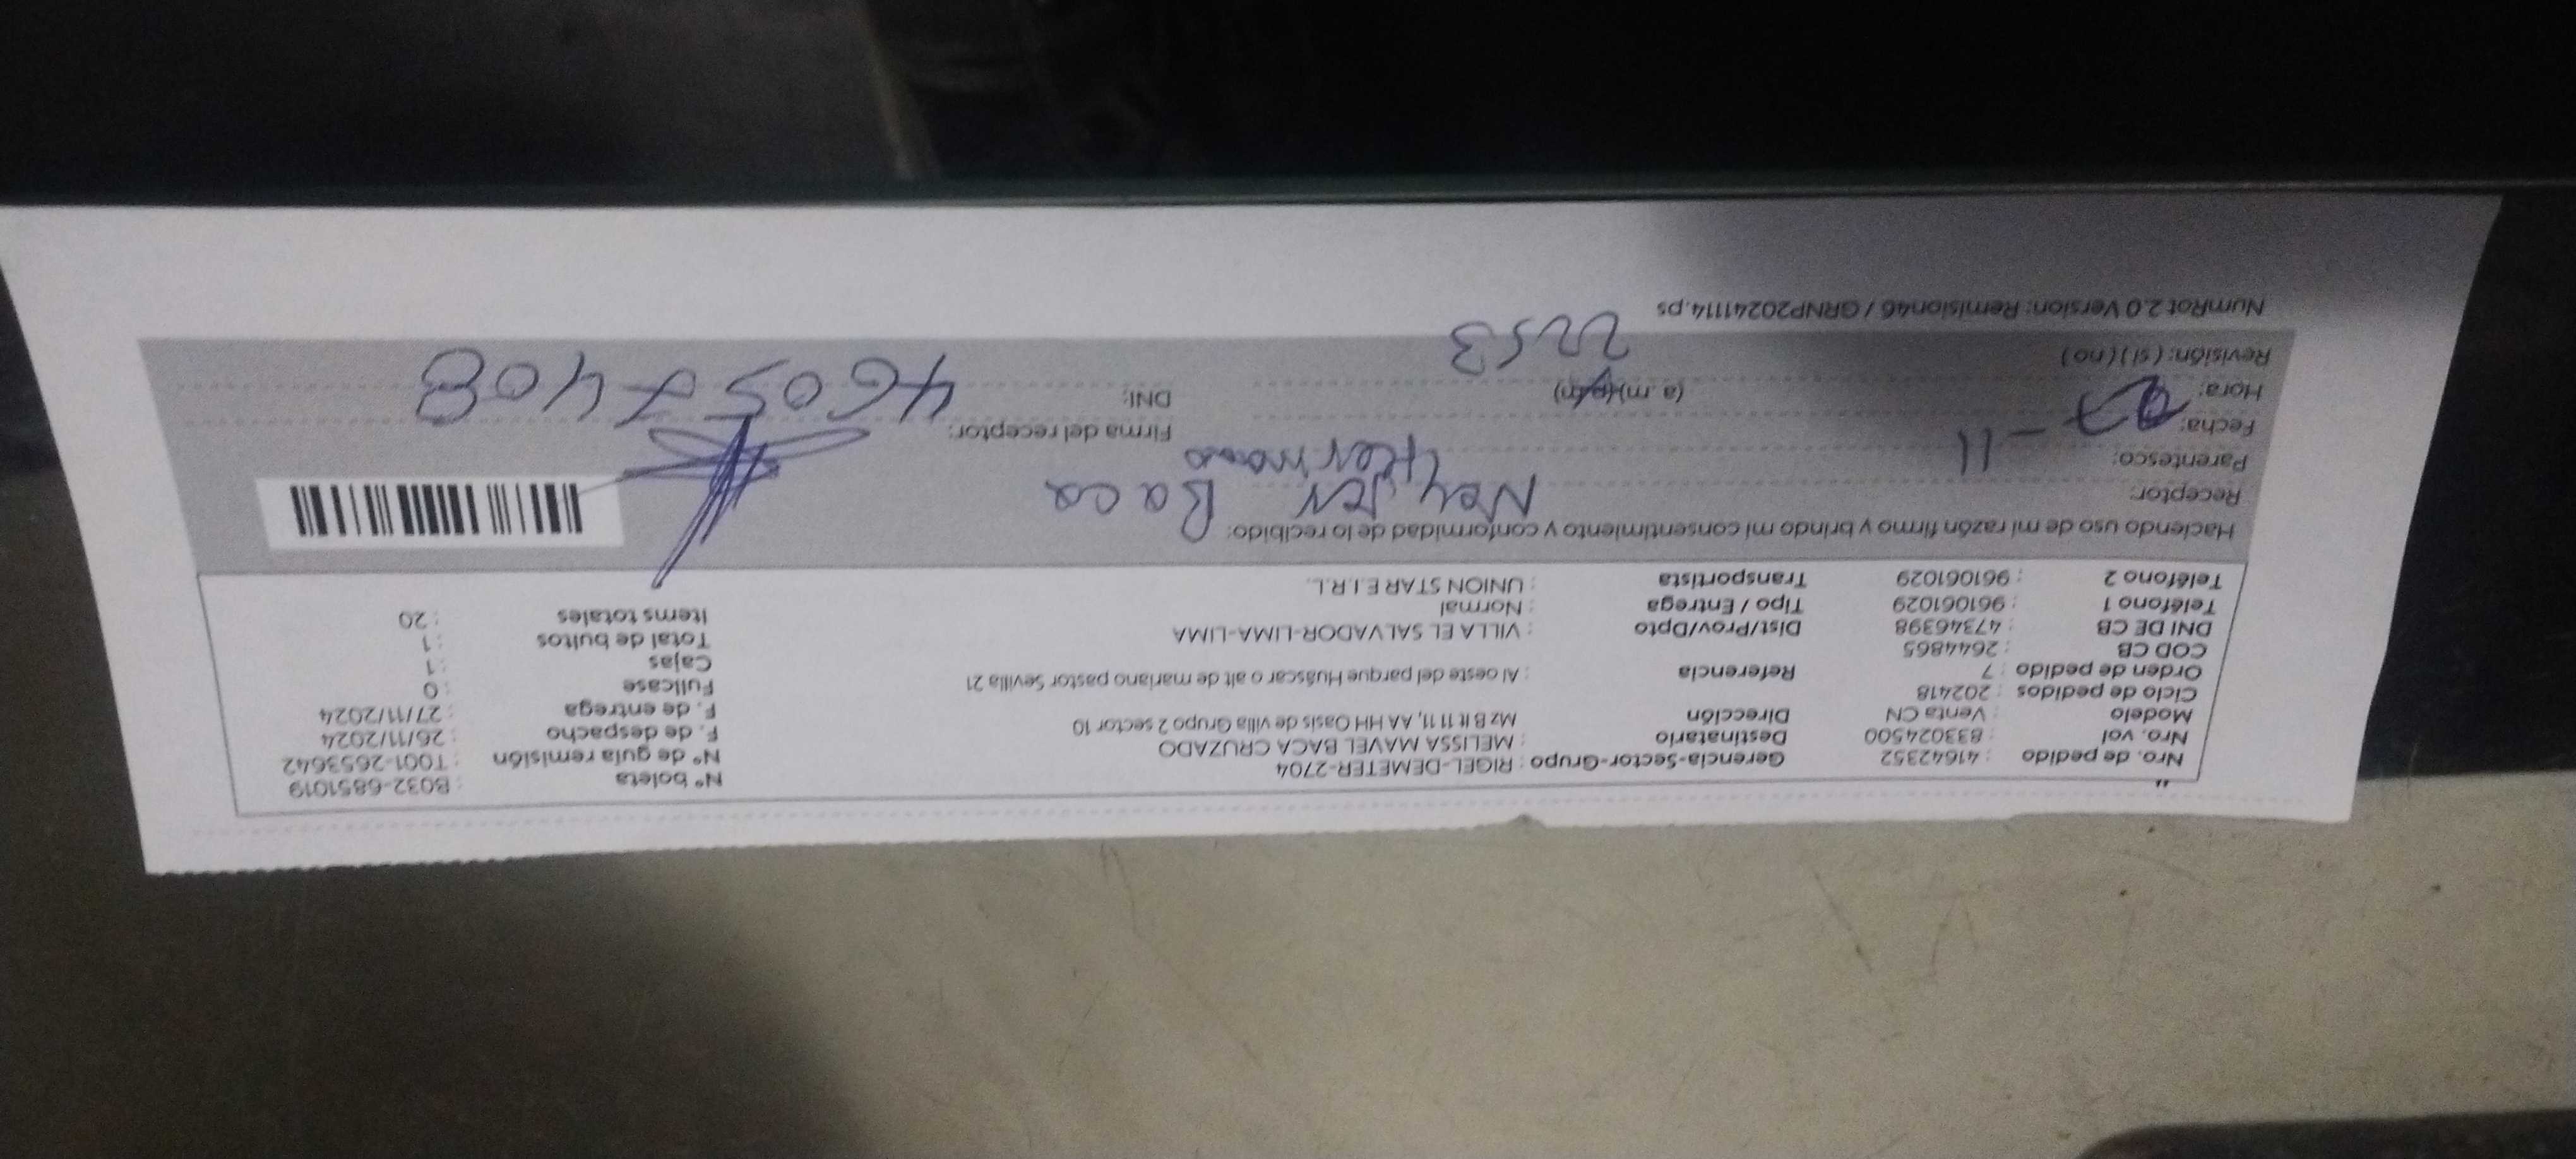 Nro. de pedido : 41642352 Gerencia-Sector-Grupo : RIGEL-DEMETER-2704 N° boleta : B032-6851019
Nro. vol : 833024500 Destinatario : MELISSA MAVEL BACA CRUZADO N° de guía remisión : T001-2653642
Modelo : Venta CN Dirección Mz B lt 11 11, AA HH Oasis de villa Grupo 2 sector 10 F. de despacho : 26/11/2024
Ciclo de pedidos : 202418 F. de entrega : 27/11/2024
Orden de pedido : 7 Referencia : Al oeste del parque Huáscar o alt de mariano pastor Sevilla 21 Fullcase : 0
COD CB : 2644865 Cajas : 1
DNI DE CB : 47346398 Dist/Prov/Dpto : VILLA EL SALVADOR-LIMA-LIMA Total de bultos : 1
Teléfono 1 : 961061029 Tipo / Entrega : Normal Items totales : 20
Teléfono 2 : 961061029 Transportista : UNION STAR E.I.R.L.
Haciendo uso de mi razón firmo y brindo mi consentimiento y conformidad de lo recibido:
Receptor: Neyser Baca
Parentesco: Hermano
Fecha: 27-11 Firma del receptor:
Hora: (a. m)(p/m) 2253 DNI: 46057408
Revisión: (si) (no)
NumRot 2.0 Version: Remision46 / GRNP20241114.ps